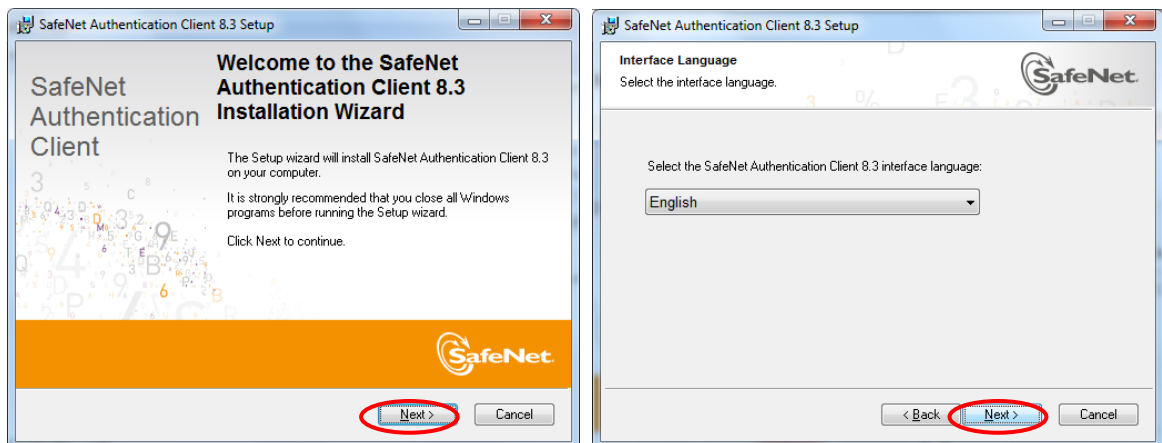 SafeNet Authentication Client 8.3 Setup
SafeNet
Authentication
Client
Welcome to the SafeNet
Authentication Client 8.3
Installation Wizard
The Setup wizard will install SafeNet Authentication Client 8.3
on your computer.
It is strongly recommended that you close all Windows
programs before running the Setup wizard.
Click Next to continue.
SafeNet.
Next >
Cancel
SafeNet Authentication Client 8.3 Setup
Interface Language
Select the interface language.
SafeNet.
Select the SafeNet Authentication Client 8.3 interface language:
English
< Back
Next >
Cancel